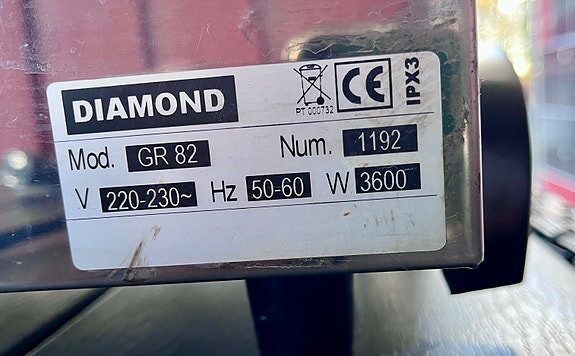 DIAMOND
CE
IPX3
PT 000732
Mod. GR 82 Num. 1192
V 220-230~ Hz 50-60 W 3600